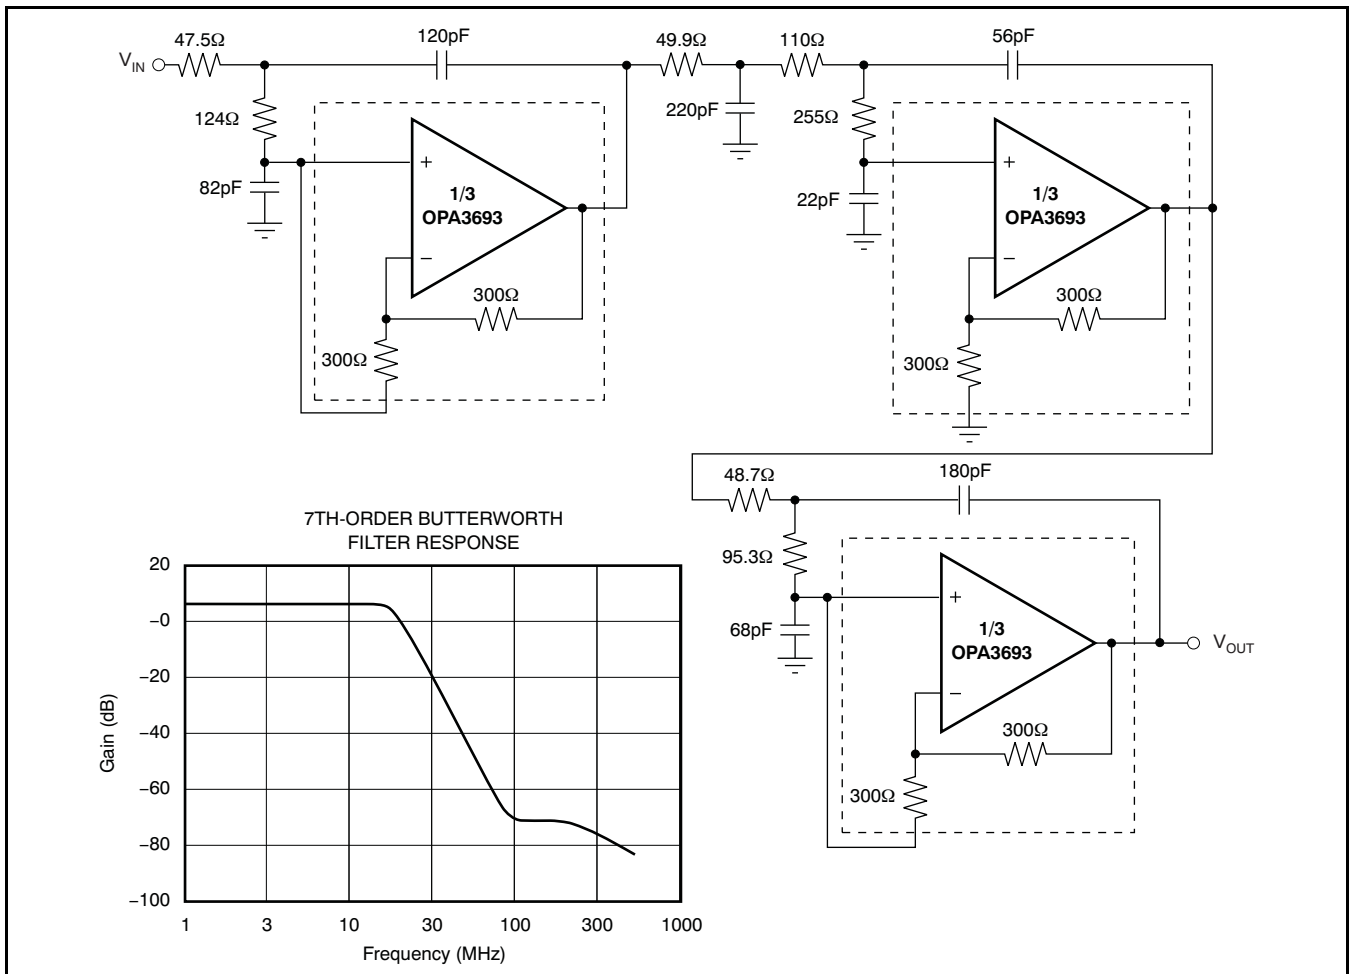 47.5Ω
120pF
49.9Ω
110Ω
56pF
V_IN
124Ω
220pF
255Ω
82pF
+
1/3
OPA3693
−
300Ω
300Ω
22pF
+
1/3
OPA3693
−
300Ω
300Ω
48.7Ω
180pF
95.3Ω
68pF
+
1/3
OPA3693
−
300Ω
300Ω
V_OUT
7TH-ORDER BUTTERWORTH
FILTER RESPONSE
Gain (dB)
20
−0
−20
−40
−60
−80
−100
1 3 10 30 100 300 1000
Frequency (MHz)